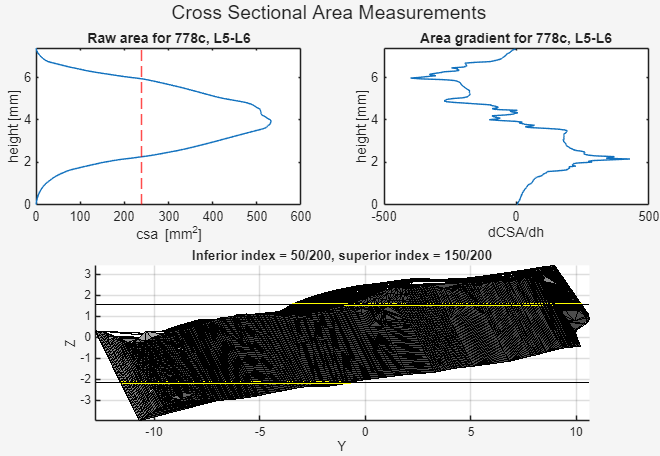 Cross Sectional Area Measurements
Raw area for 778c, L5-L6
height [mm]
6
4
2
0
0 100 200 300 400 500 600
csa [mm²]
Area gradient for 778c, L5-L6
height [mm]
6
4
2
0
-500 0 500
dCSA/dh
Inferior index = 50/200, superior index = 150/200
Z
3
2
1
0
-1
-2
-3
-10 -5 0 5 10
Y